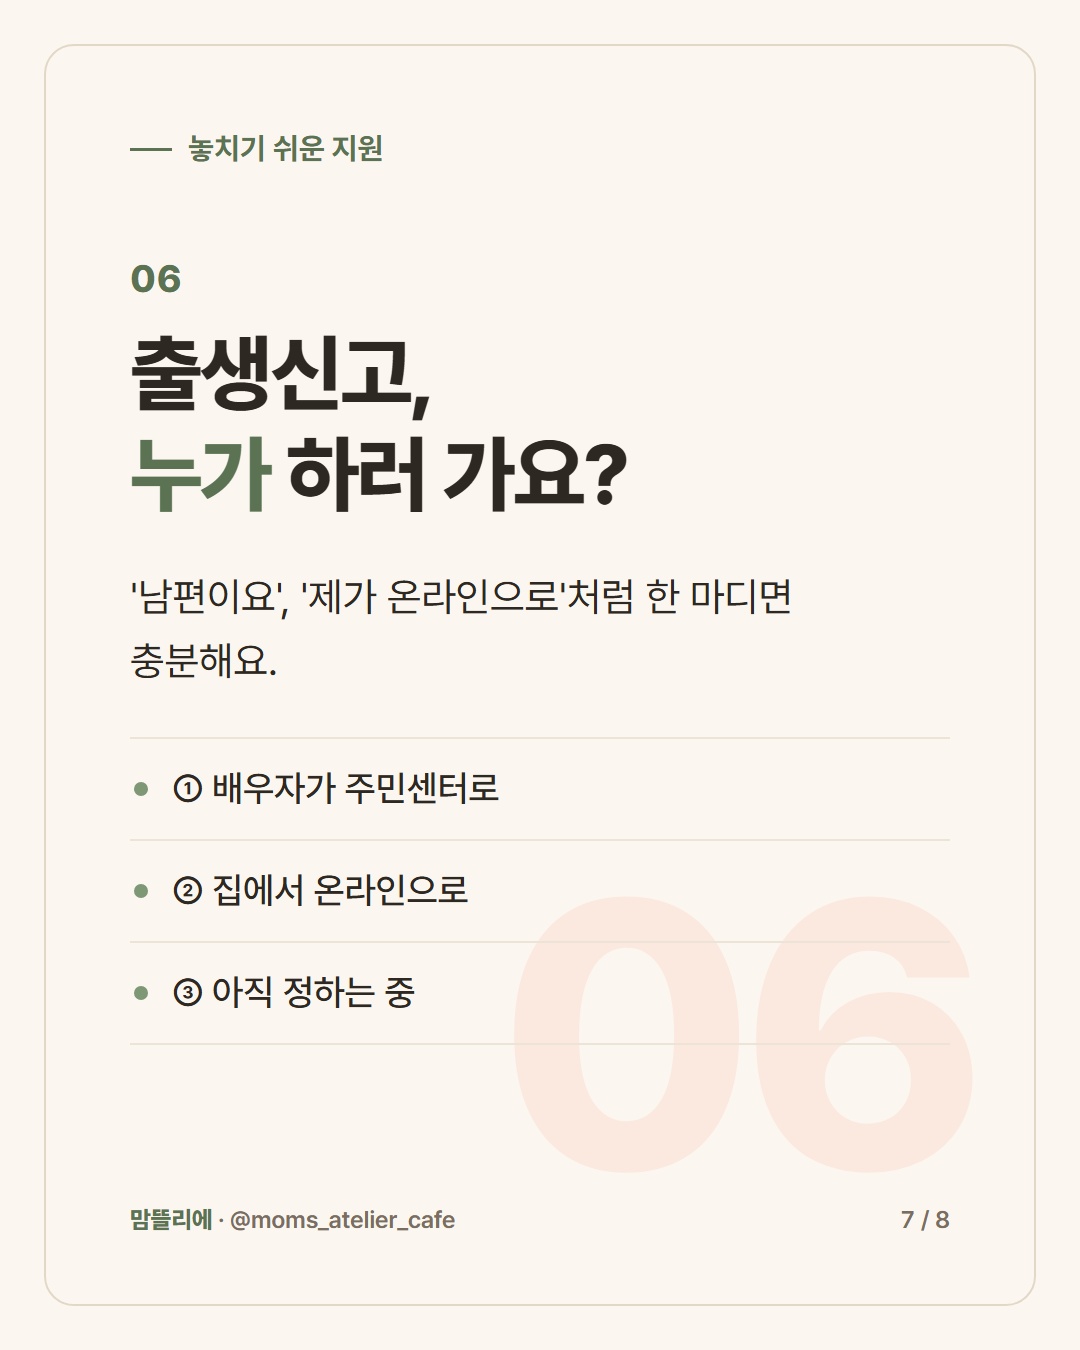 놓치기 쉬운 지원
06
출생신고,
누가 하러 가요?
'남편이요', '제가 온라인으로'처럼 한 마디면
충분해요.
① 배우자가 주민센터로
② 집에서 온라인으로
③ 아직 정하는 중
06
맘뜰리에 · @moms_atelier_cafe
7 / 8